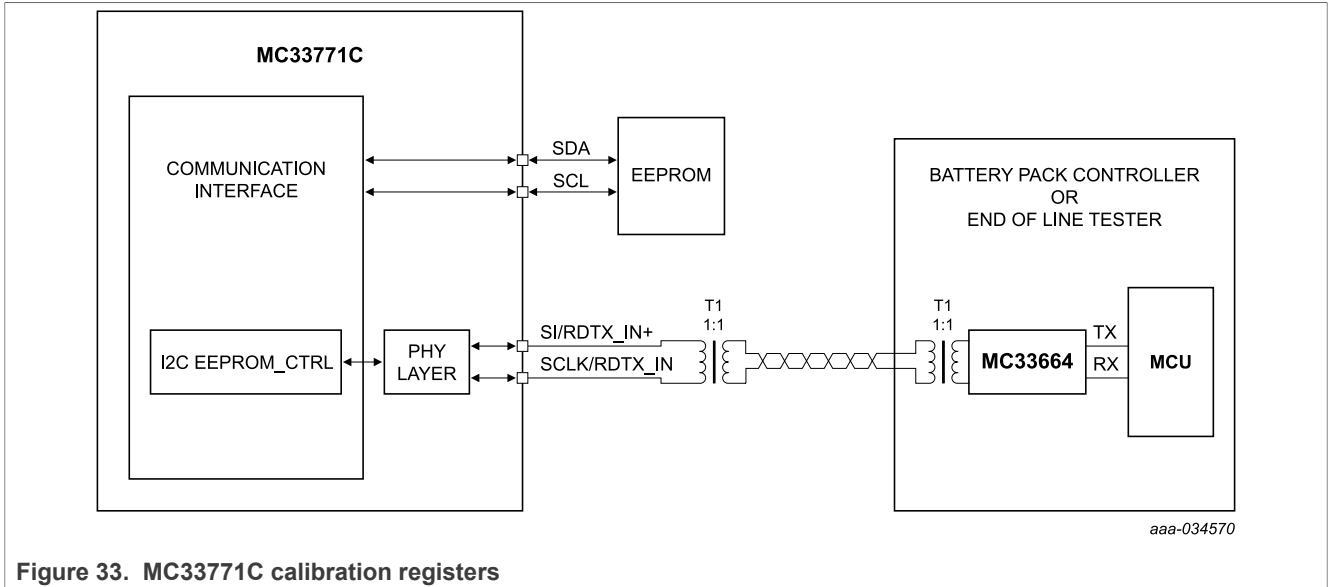 MC33771C
COMMUNICATION
INTERFACE
SDA
SCL
EEPROM
I2C EEPROM_CTRL
PHY
LAYER
SI/RDTX_IN+
SCLK/RDTX_IN
T1
1:1
BATTERY PACK CONTROLLER
OR
END OF LINE TESTER
T1
1:1
MC33664
TX
RX
MCU
aaa-034570
Figure 33. MC33771C calibration registers